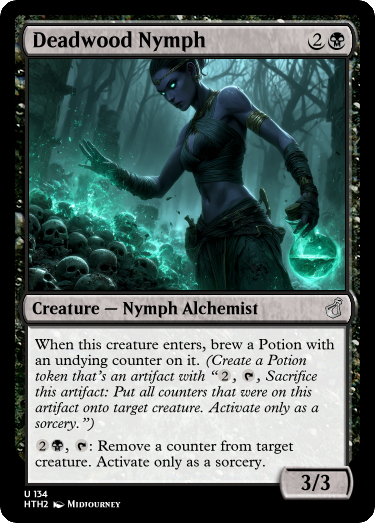 Deadwood Nymph 2
Creature — Nymph Alchemist
When this creature enters, brew a Potion with
an undying counter on it. (Create a Potion
token that's an artifact with “2, , Sacrifice
this artifact: Put all counters that were on this
artifact onto target creature. Activate only as a
sorcery.”)
2 , : Remove a counter from target
creature. Activate only as a sorcery.
3/3
U 134
HTH2 Midjourney